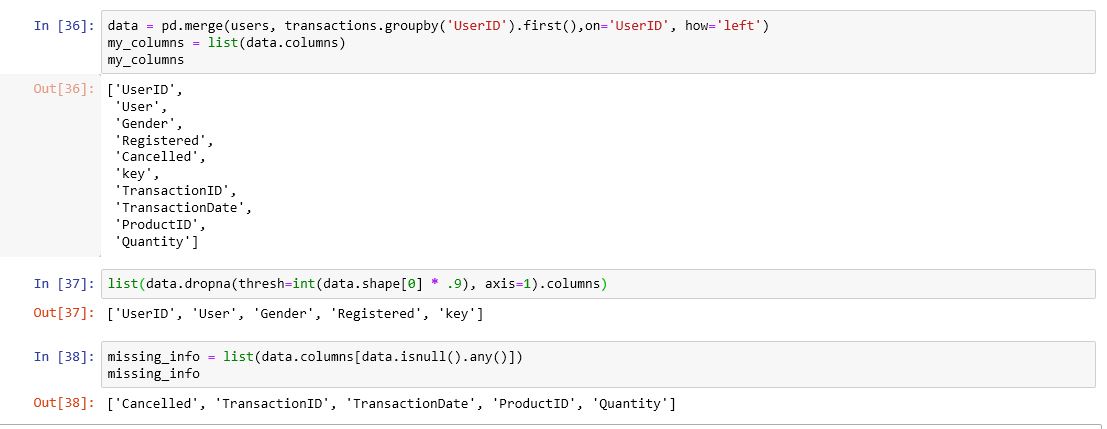 In [36]: data = pd.merge(users, transactions.groupby('UserID').first(),on='UserID', how='left')
my_columns = list(data.columns)
my_columns
Out[36]: ['UserID',
'User',
'Gender',
'Registered',
'Cancelled',
'key',
'TransactionID',
'TransactionDate',
'ProductID',
'Quantity']
In [37]: list(data.dropna(thresh=int(data.shape[0] * .9), axis=1).columns)
Out[37]: ['UserID', 'User', 'Gender', 'Registered', 'key']
In [38]: missing_info = list(data.columns[data.isnull().any()])
missing_info
Out[38]: ['Cancelled', 'TransactionID', 'TransactionDate', 'ProductID', 'Quantity']